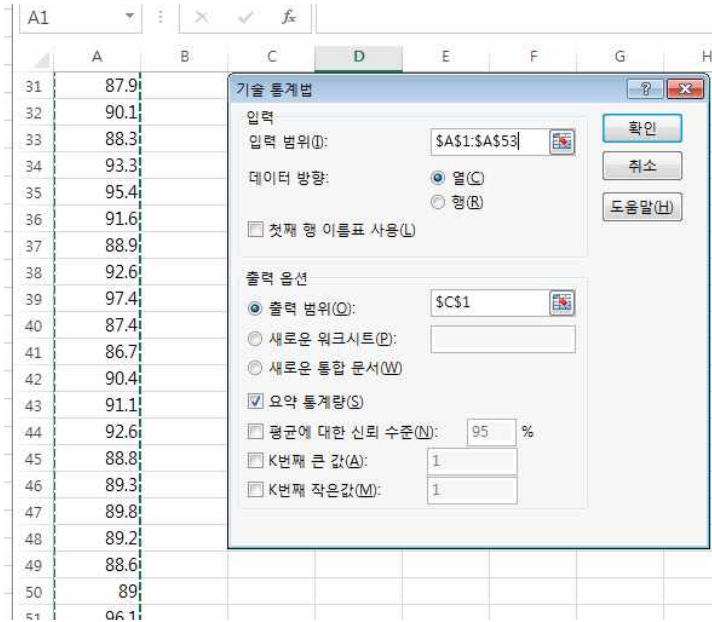 A1
A B C D E F G H
31 87.9
32 90.1
33 88.3
34 93.3
35 95.4
36 91.6
37 88.9
38 92.6
39 97.4
40 87.4
41 86.7
42 90.4
43 91.1
44 92.6
45 88.8
46 89.3
47 89.8
48 89.2
49 88.6
50 89
51 96.1
기술 통계법
입력
입력 범위(I): $A$1:$A$53
데이터 방향: 열(C)
행(R)
첫째 행 이름표 사용(L)
출력 옵션
출력 범위(O): $C$1
새로운 워크시트(P):
새로운 통합 문서(W)
요약 통계량(S)
평균에 대한 신뢰 수준(N): 95 %
K번째 큰 값(A): 1
K번째 작은값(M): 1
확인
취소
도움말(H)